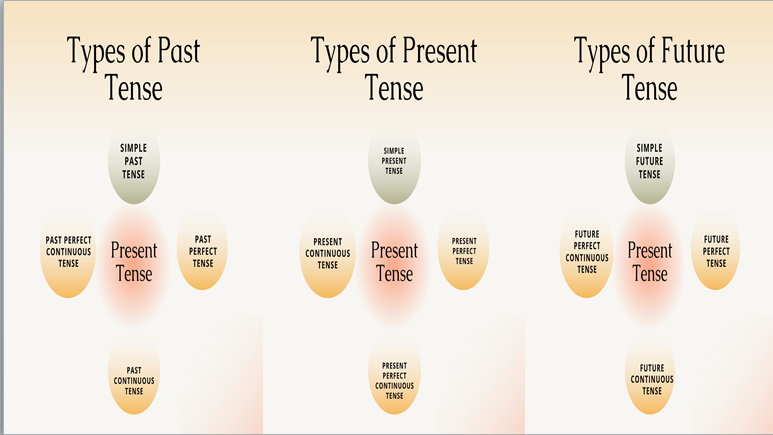 Types of Past
Tense
SIMPLE
PAST
TENSE
PAST PERFECT
CONTINUOUS
TENSE
Present
Tense
PAST
PERFECT
TENSE
PAST
CONTINUOUS
TENSE
Types of Present
Tense
SIMPLE
PRESENT
TENSE
PRESENT
CONTINUOUS
TENSE
Present
Tense
PRESENT
PERFECT
TENSE
PRESENT
PERFECT
CONTINUOUS
TENSE
Types of Future
Tense
SIMPLE
FUTURE
TENSE
FUTURE
PERFECT
CONTINUOUS
TENSE
Present
Tense
FUTURE
PERFECT
TENSE
FUTURE
CONTINUOUS
TENSE